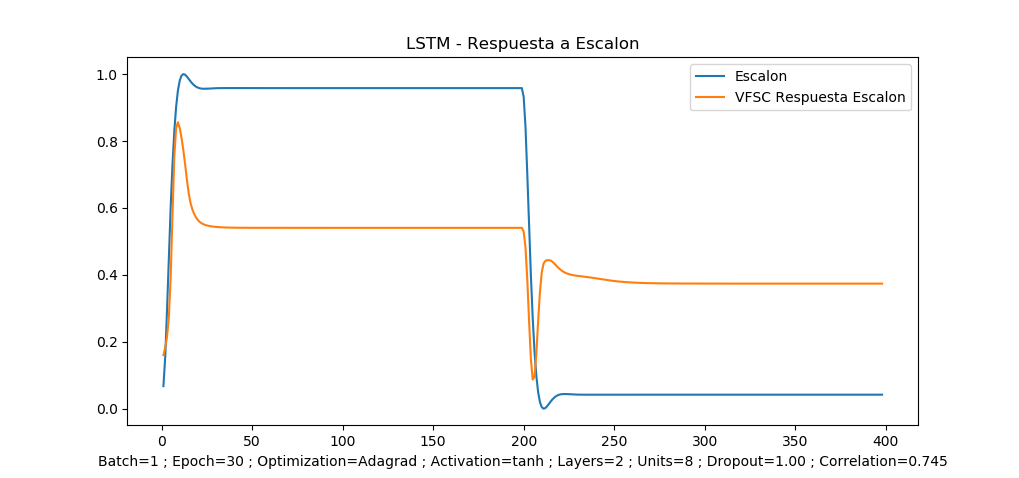 LSTM - Respuesta a Escalon
Escalon
VFSC Respuesta Escalon
1.0
0.8
0.6
0.4
0.2
0.0
0 50 100 150 200 250 300 350 400
Batch=1 ; Epoch=30 ; Optimization=Adagrad ; Activation=tanh ; Layers=2 ; Units=8 ; Dropout=1.00 ; Correlation=0.745